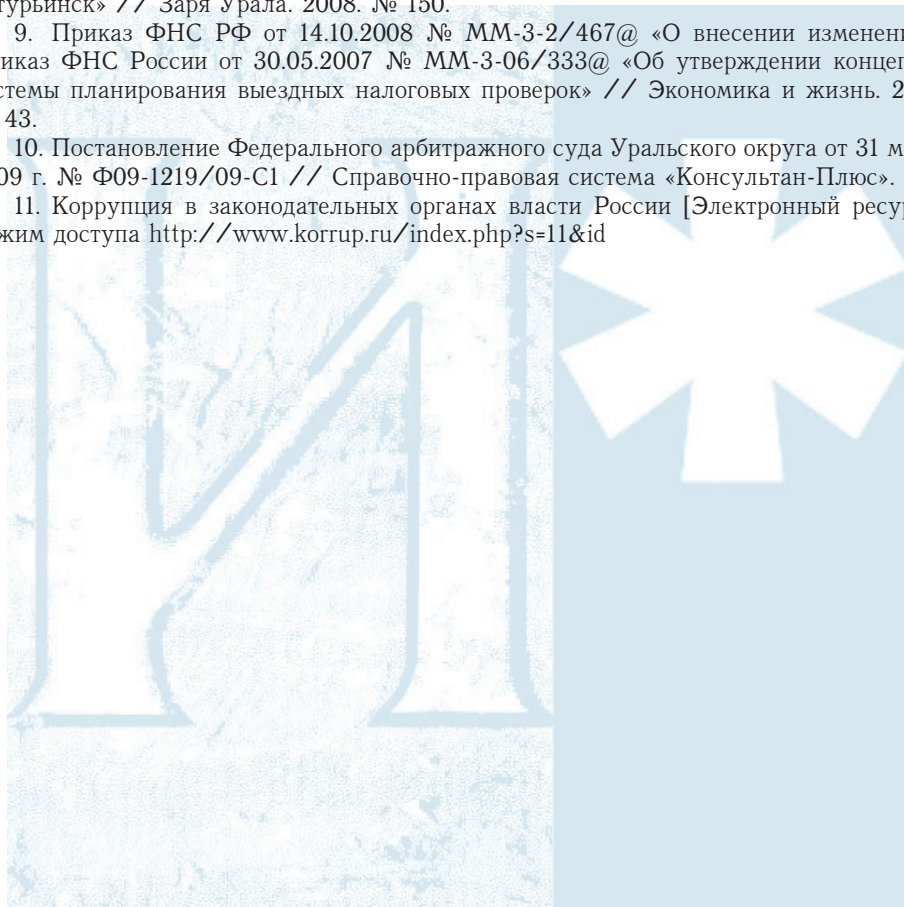 турьинск» // Заря Урала. 2008. № 150.
9. Приказ ФНС РФ от 14.10.2008 № ММ-3-2/467@ «О внесении изменени
иказ ФНС России от 30.05.2007 № ММ-3-06/333@ «Об утверждении концеп
стемы планирования выездных налоговых проверок» // Экономика и жизнь. 2
43.
10. Постановление Федерального арбитражного суда Уральского округа от 31 м
09 г. № Ф09-1219/09-С1 // Справочно-правовая система «Консультан-Плюс».
11. Коррупция в законодательных органах власти России [Электронный ресур
жим доступа http://www.korrup.ru/index.php?s=11&id
И*